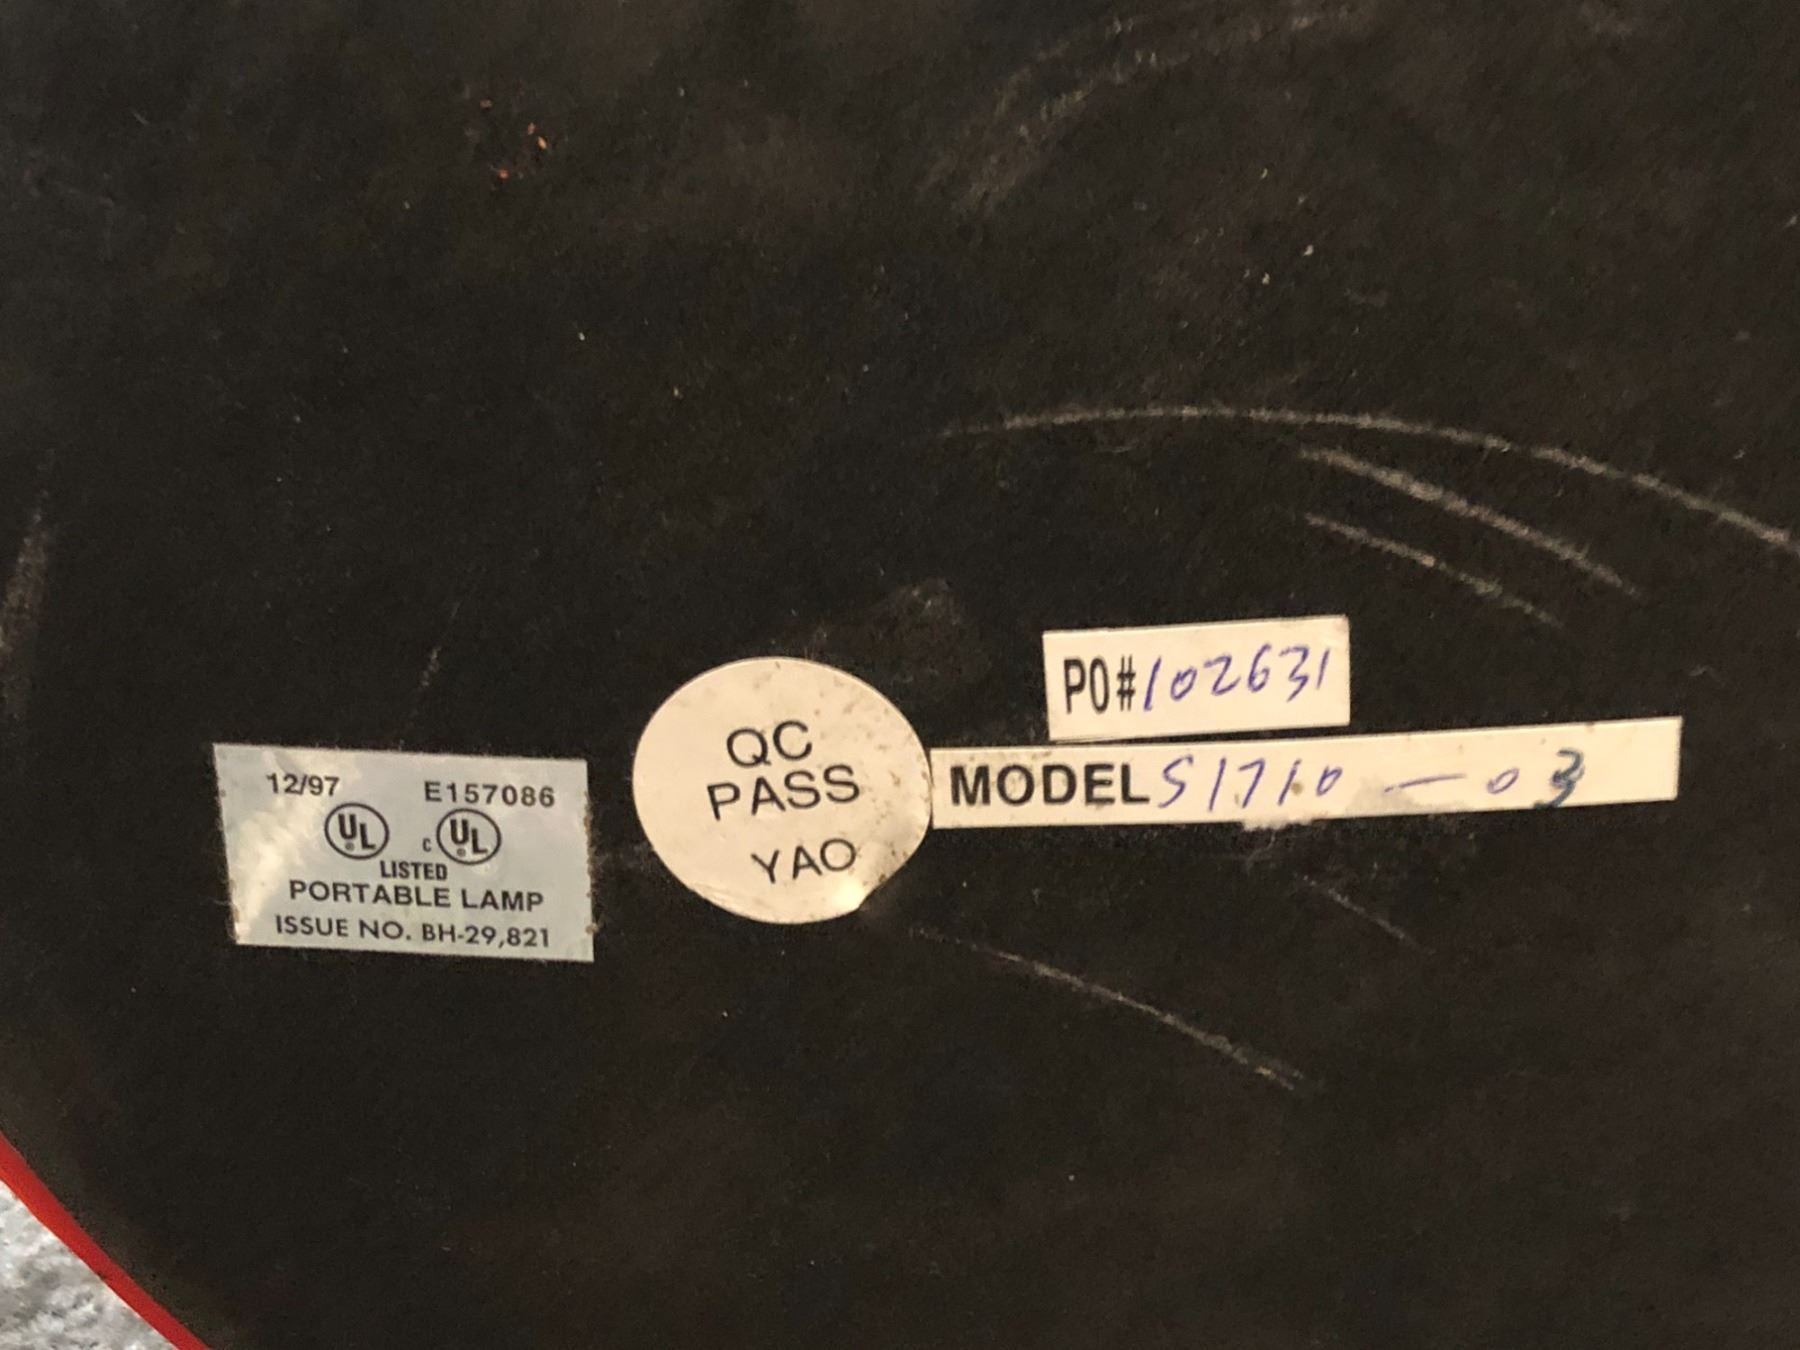 12/97 E157086
UL c UL
LISTED
PORTABLE LAMP
ISSUE NO. BH-29,821
QC
PASS
YAO
PO#102631
MODEL S1710-03